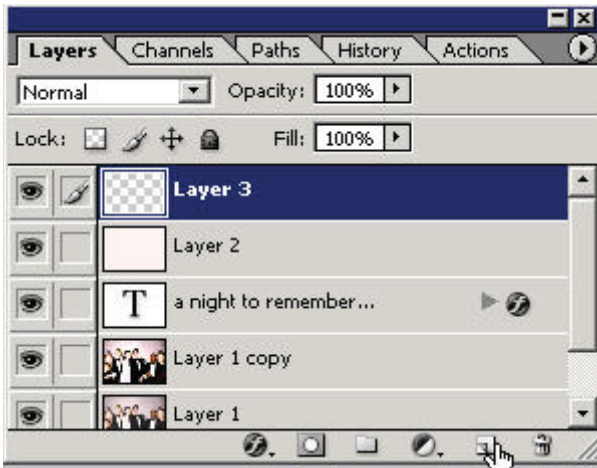 Layers Channels Paths History Actions
Normal Opacity: 100%
Lock: Fill: 100%
Layer 3
Layer 2
T a night to remember...
Layer 1 copy
Layer 1